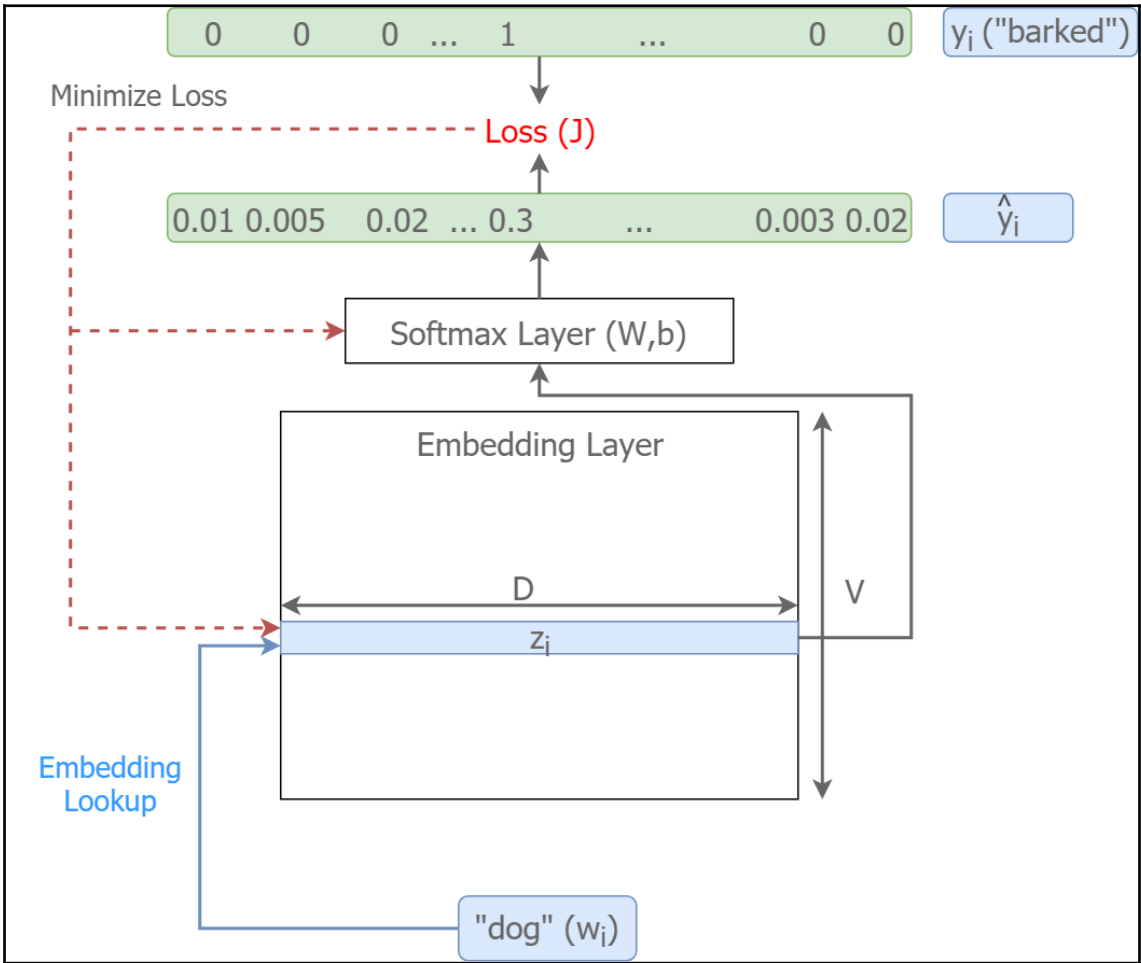 0 0 0 ... 1 ... 0 0
yᵢ ("barked")
Minimize Loss
Loss (J)
0.01 0.005 0.02 ... 0.3 ... 0.003 0.02
ŷᵢ
Softmax Layer (W,b)
Embedding Layer
D
V
zᵢ
Embedding
Lookup
"dog" (wᵢ)